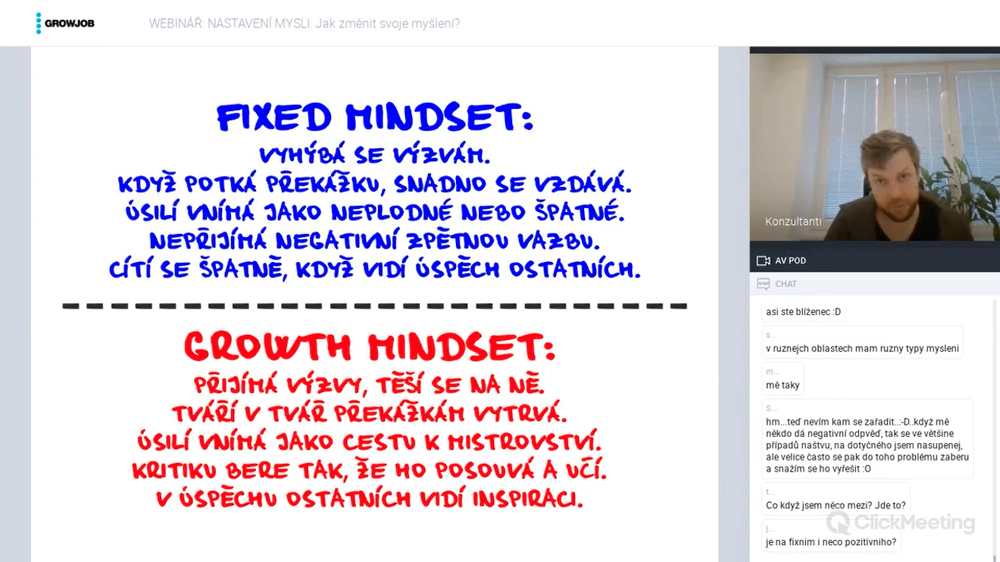 GROWJOB
WEBINÁŘ: NASTAVENÍ MYSLI: Jak změnit svoje myšlení?
FIXED MINDSET:
VYHÝBÁ SE VÝZVÁM.
KDYŽ POTKÁ PŘEKÁŽKU, SNADNO SE VZDÁVÁ.
ÚSILÍ VNÍMÁ JAKO NEPLODNÉ NEBO ŠPATNÉ.
NEPŘIJÍMÁ NEGATIVNÍ ZPĚTNOU VAZBU.
CÍTÍ SE ŠPATNĚ, KDYŽ VIDÍ ÚSPĚCH OSTATNÍCH.
GROWTH MINDSET:
PŘIJÍMÁ VÝZVY, TĚŠÍ SE NA NĚ.
TVÁŘÍ V TVÁŘ PŘEKÁŽKÁM VYTRVÁ.
ÚSILÍ VNÍMÁ JAKO CESTU K MISTROVSTVÍ.
KRITIKU BERE TAK, ŽE HO POSOUVÁ A UČÍ.
V ÚSPĚCHU OSTATNÍCH VIDÍ INSPIRACI.
Konzultanti
AV POD
CHAT
asi ste blíženec :D
s...
v ruznejch oblastech mam ruzny typy mysleni
m...
mě taky
S...
hm...teď nevím kam se zařadit..:-D..když mě
někdo dá negativní odpvěď, tak se ve většine
případů naštvu, na dotyčného jsem nasupenej,
ale velice často se pak do toho problému zaberu
a snažím se ho vyřešit :O
t...
Co když jsem něco mezi? Jde to?
ClickMeeting
j...
je na fixnim i neco pozitivniho?